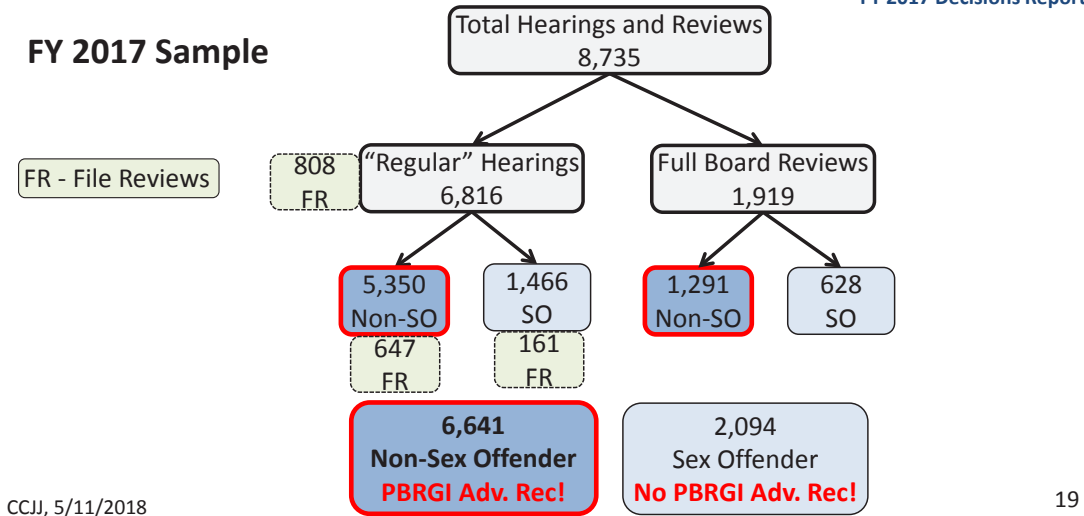 FY 2017 Decisions Report
FY 2017 Sample
Total Hearings and Reviews
8,735
FR - File Reviews
808
FR
“Regular” Hearings
6,816
Full Board Reviews
1,919
5,350
Non-SO
1,466
SO
1,291
Non-SO
628
SO
647
FR
161
FR
6,641
Non-Sex Offender
PBRGI Adv. Rec!
2,094
Sex Offender
No PBRGI Adv. Rec!
CCJJ, 5/11/2018
19